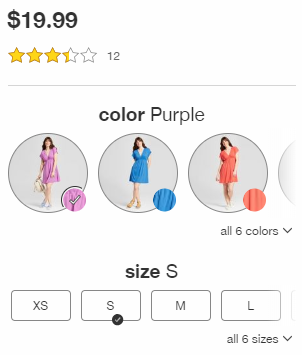 $19.99
12
color Purple
all 6 colors
size S
XS
S
M
L
all 6 sizes